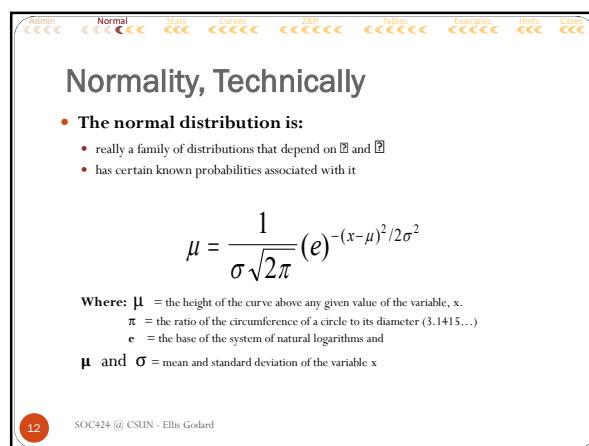 Admin Normal Stats Curves Z&P Tables Examples Hints Cases
Normality, Technically
• The normal distribution is:
• really a family of distributions that depend on ⍰ and ⍰
• has certain known probabilities associated with it
μ = 1/(σ√2π) (e)^−(x−μ)²/2σ²
Where: μ = the height of the curve above any given value of the variable, x.
π = the ratio of the circumference of a circle to its diameter (3.1415…)
e = the base of the system of natural logarithms and
μ and σ = mean and standard deviation of the variable x
12 SOC424 @ CSUN - Ellis Godard